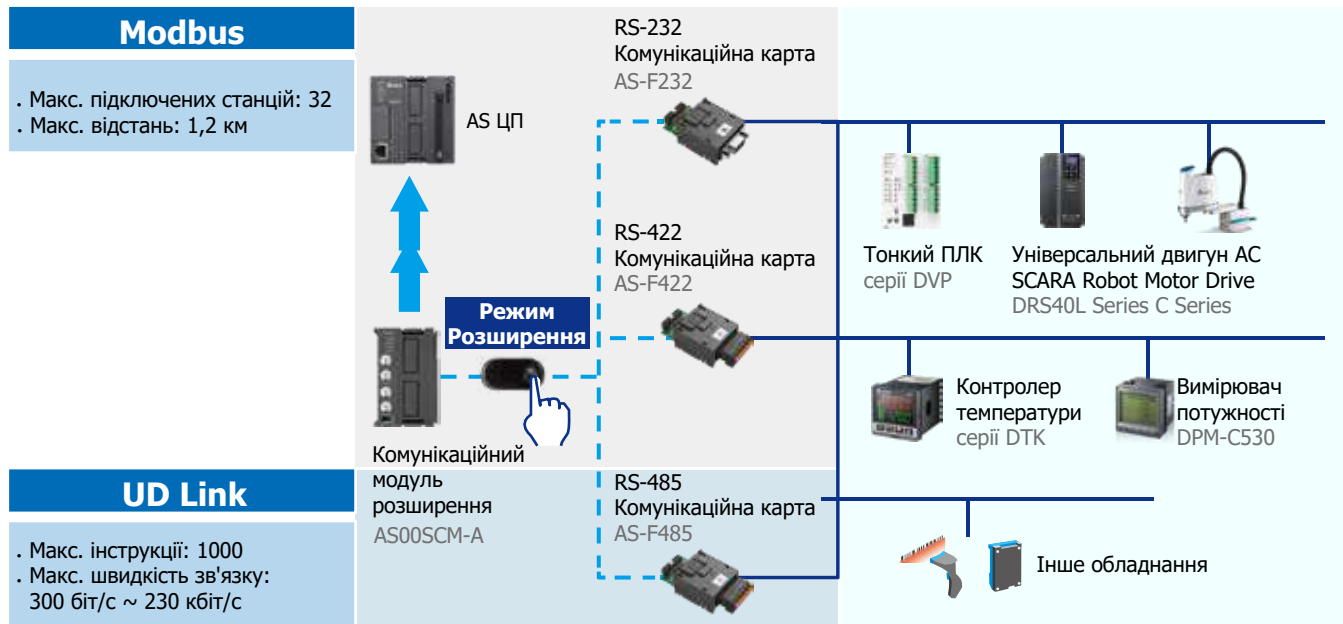 Modbus
. Макс. підключених станцій: 32
. Макс. відстань: 1,2 км
AS ЦП
RS-232
Комунікаційна карта
AS-F232
RS-422
Комунікаційна карта
AS-F422
Режим
Розширення
Комунікаційний
модуль
розширення
AS00SCM-A
Тонкий ПЛК
серії DVP
Універсальний двигун АС
SCARA Robot Motor Drive
DRS40L Series C Series
Контролер
температури
серії DTK
Вимірювач
потужності
DPM-C530
UD Link
. Макс. інструкції: 1000
. Макс. швидкість зв'язку:
300 біт/с ~ 230 кбіт/с
RS-485
Комунікаційна карта
AS-F485
Інше обладнання